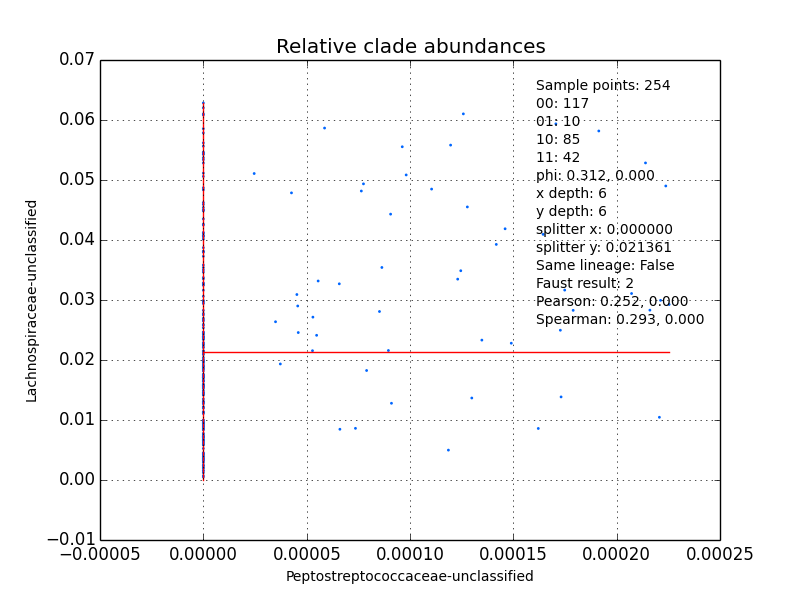 Relative clade abundances
0.07
0.06
0.05
0.04
0.03
0.02
0.01
0.00
−0.01
Lachnospiraceae-unclassified
Sample points: 254
00: 117
01: 10
10: 85
11: 42
phi: 0.312, 0.000
x depth: 6
y depth: 6
splitter x: 0.000000
splitter y: 0.021361
Same lineage: False
Faust result: 2
Pearson: 0.252, 0.000
Spearman: 0.293, 0.000
−0.00005 0.00000 0.00005 0.00010 0.00015 0.00020 0.00025
Peptostreptococcaceae-unclassified